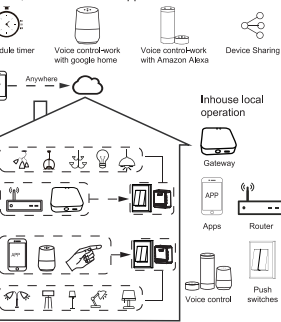 dule timer
Voice control-work
with google home
Voice control-work
with Amazon Alexa
Device Sharing
Anywhere
Inhouse local
operation
Gateway
APP
Apps
Router
APP
Voice control
Push
switches